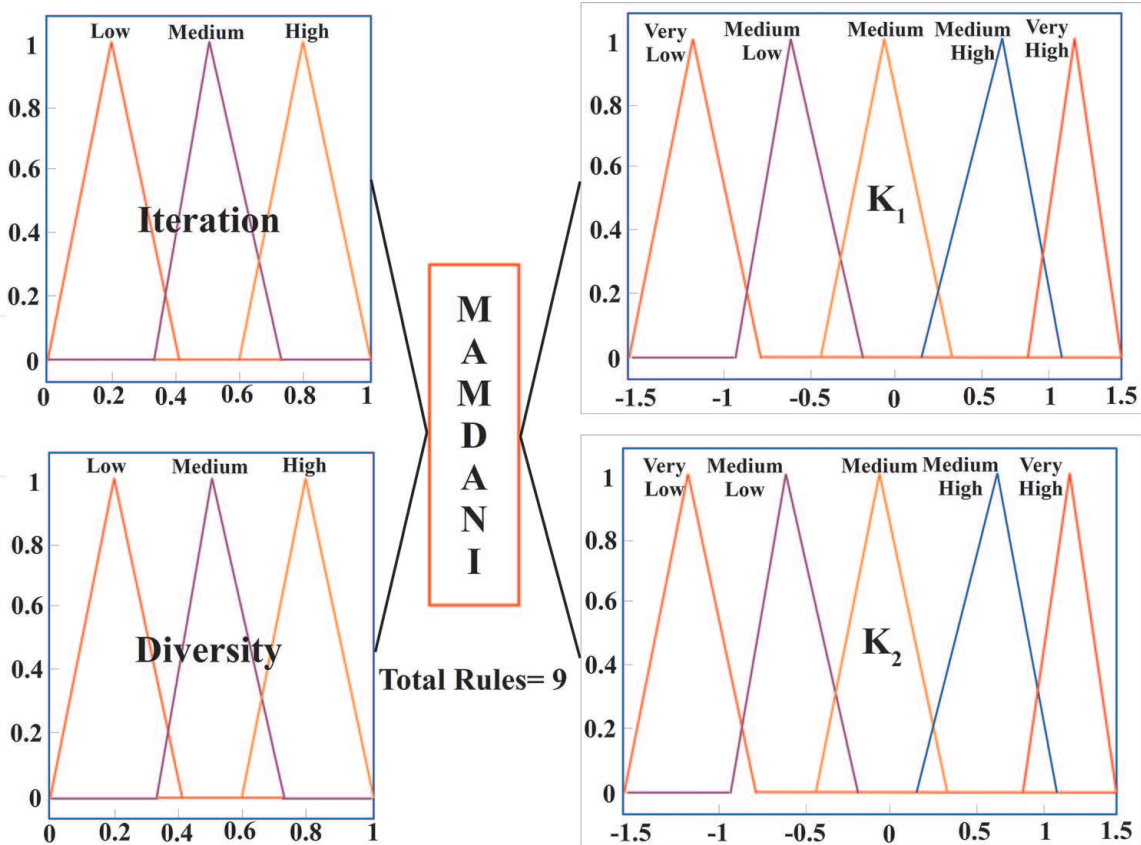 Low Medium High
1
0.8
0.6
0.4
0.2
0
0 0.2 0.4 0.6 0.8 1
Iteration
Low Medium High
1
0.8
0.6
0.4
0.2
0
0 0.2 0.4 0.6 0.8 1
Diversity
M
A
M
D
A
N
I
Total Rules= 9
Very Medium Medium Medium Very
Low Low High High
1
0.8
0.6
0.4
0.2
0
-1.5 -1 -0.5 0 0.5 1 1.5
K1
Very Medium Medium Medium Very
Low Low High High
1
0.8
0.6
0.4
0.2
0
-1.5 -1 -0.5 0 0.5 1 1.5
K2